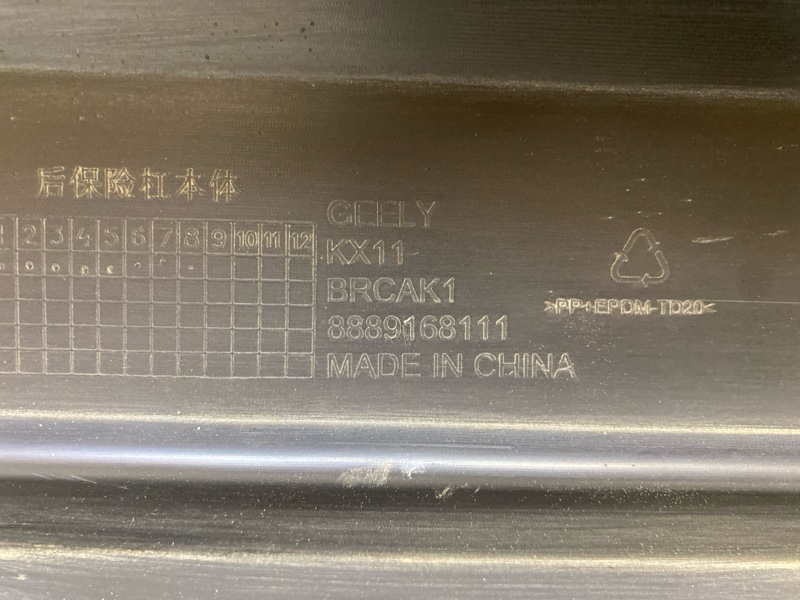 后保险杠本体
1 2 3 4 5 6 7 8 9 10 11 12
GEELY
KX11
BRCAK1
8889168111
MADE IN CHINA
>PP+EPDM-TD20<